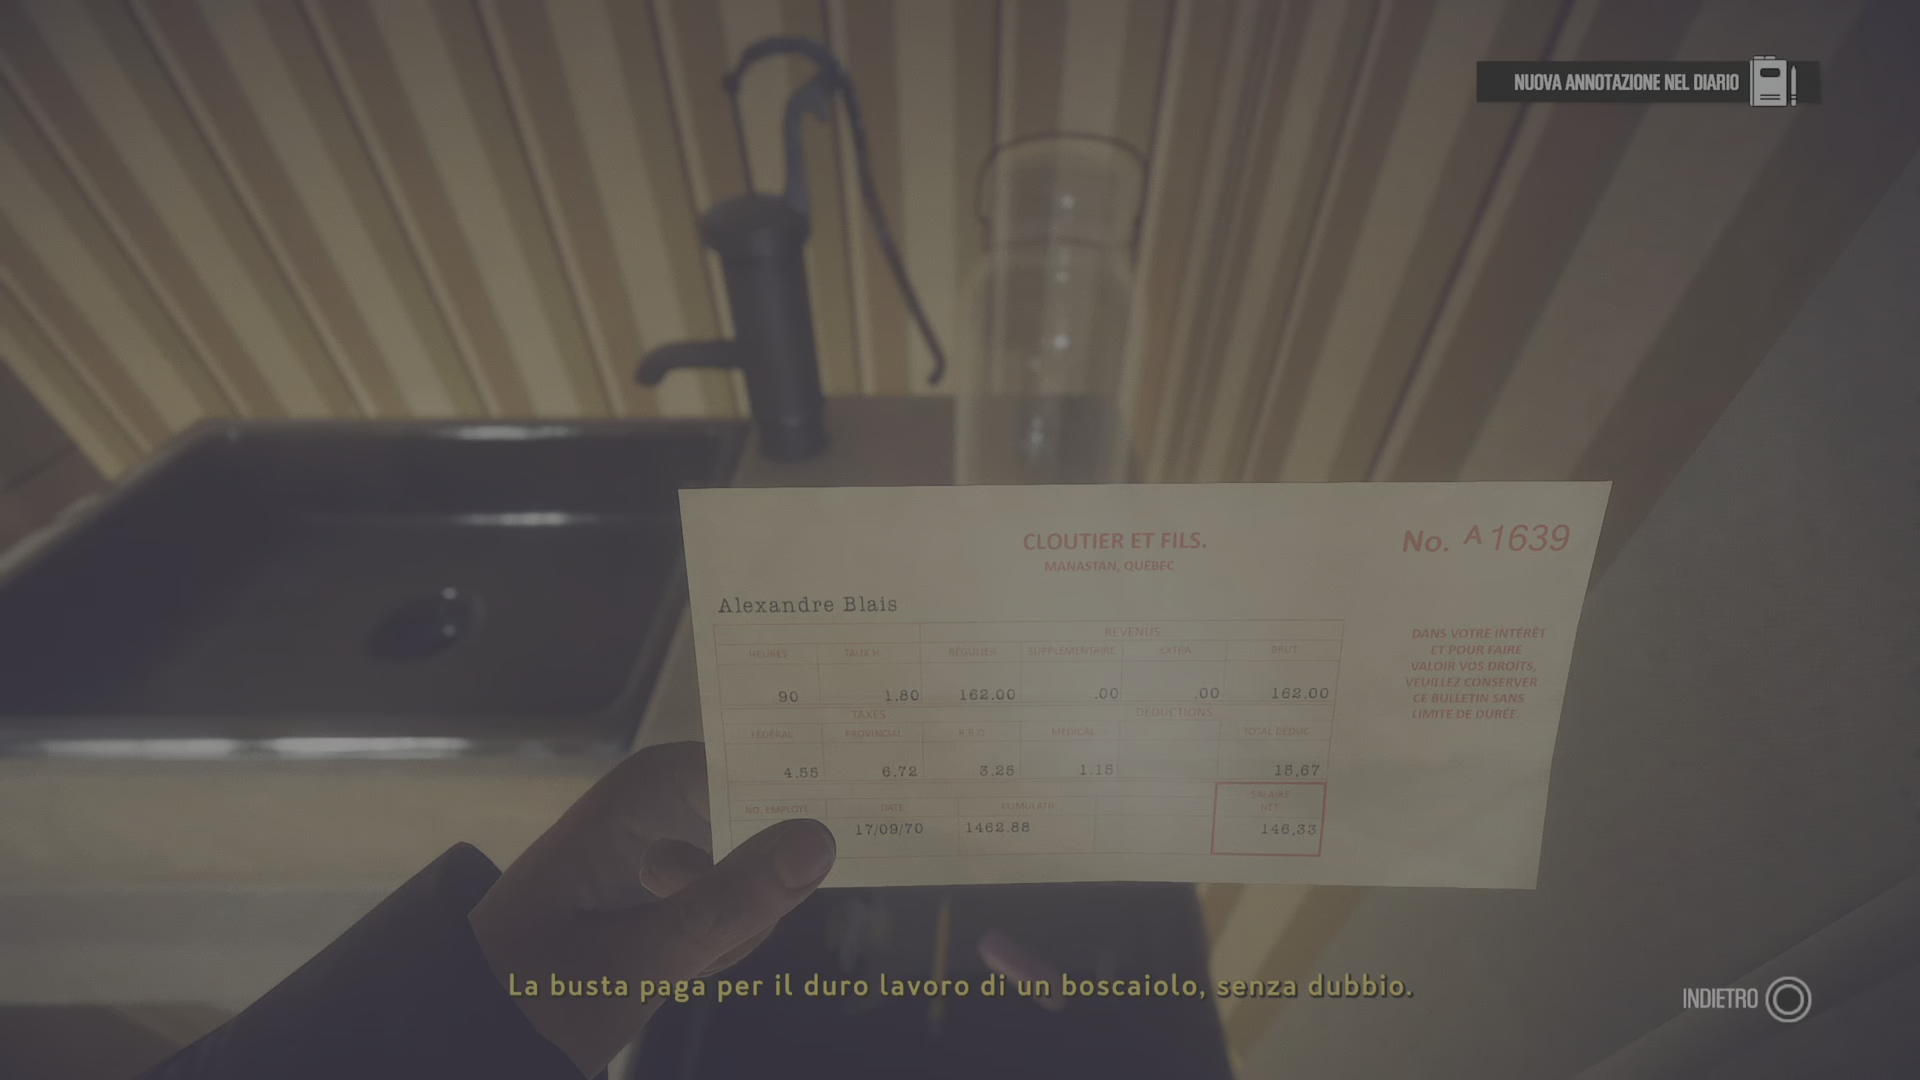 NUOVA ANNOTAZIONE NEL DIARIO
CLOUTIER ET FILS.
MANASTAN, QUÉBEC
No. A 1639
Alexandre Blais
REVENUS
HEURES TAUX H. RÉGULIER SUPPLÉMENTAIRE EXTRA BRUT
90 1.80 162.00 .00 .00 162.00
TAXES DÉDUCTIONS
FÉDÉRAL PROVINCIAL R.R.Q. MÉDICAL TOTAL DÉDUC.
4.55 6.72 3.25 1.15 15,67
NO. EMPLOYÉ DATE CUMULATIF SALAIRE
NET
17/09/70 1462.88 146,33
DANS VOTRE INTÉRÊT
ET POUR FAIRE
VALOIR VOS DROITS,
VEUILLEZ CONSERVER
CE BULLETIN SANS
LIMITE DE DURÉE.
La busta paga per il duro lavoro di un boscaiolo, senza dubbio.
INDIETRO